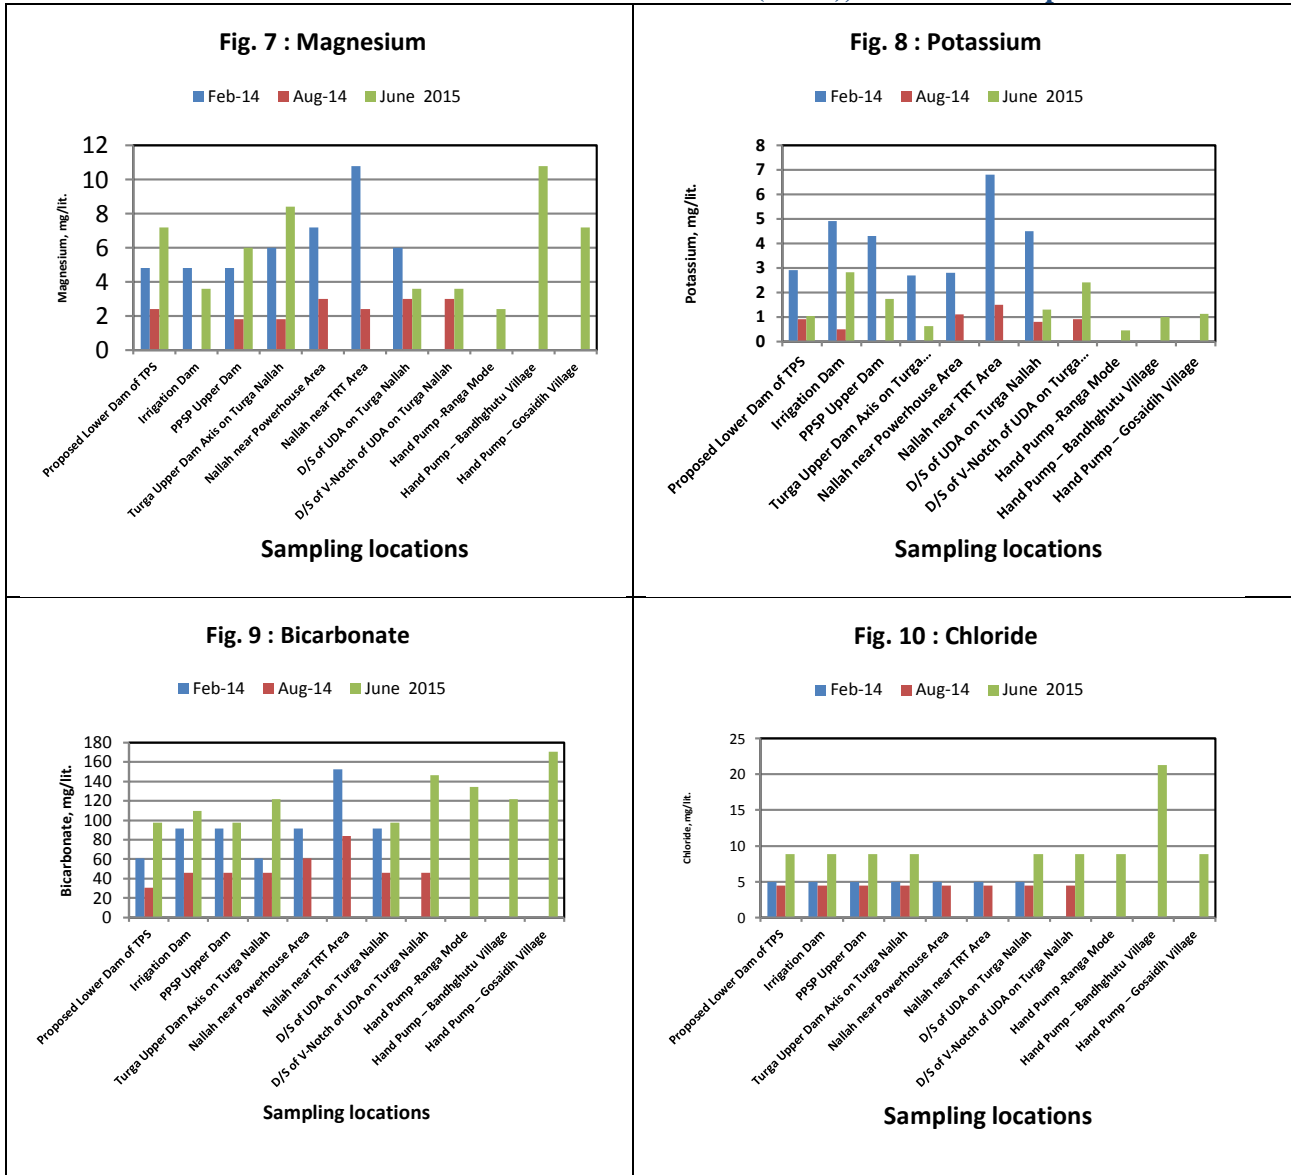 Fig. 7 : Magnesium
Feb-14 Aug-14 June 2015
Magnesium, mg/lit.
12
10
8
6
4
2
0
Proposed Lower Dam of TPS
Irrigation Dam
PPSP Upper Dam
Turga Upper Dam Axis on Turga Nallah
Nallah near Powerhouse Area
Nallah near TRT Area
D/S of UDA on Turga Nallah
D/S of V-Notch of UDA on Turga Nallah
Hand Pump -Ranga Mode
Hand Pump – Bandhghutu Village
Hand Pump – Gosaidih Village
Sampling locations
Fig. 8 : Potassium
Feb-14 Aug-14 June 2015
Potassium, mg/lit.
8
7
6
5
4
3
2
1
0
Proposed Lower Dam of TPS
Irrigation Dam
PPSP Upper Dam
Turga Upper Dam Axis on Turga...
Nallah near Powerhouse Area
Nallah near TRT Area
D/S of UDA on Turga Nallah
D/S of V-Notch of UDA on Turga...
Hand Pump -Ranga Mode
Hand Pump – Bandhghutu Village
Hand Pump – Gosaidih Village
Sampling locations
Fig. 9 : Bicarbonate
Feb-14 Aug-14 June 2015
Bicarbonate, mg/lit.
180
160
140
120
100
80
60
40
20
0
Proposed Lower Dam of TPS
Irrigation Dam
PPSP Upper Dam
Turga Upper Dam Axis on Turga Nallah
Nallah near Powerhouse Area
Nallah near TRT Area
D/S of UDA on Turga Nallah
D/S of V-Notch of UDA on Turga Nallah
Hand Pump -Ranga Mode
Hand Pump – Bandhghutu Village
Hand Pump – Gosaidih Village
Sampling locations
Fig. 10 : Chloride
Feb-14 Aug-14 June 2015
Chloride, mg/lit.
25
20
15
10
5
0
Proposed Lower Dam of TPS
Irrigation Dam
PPSP Upper Dam
Turga Upper Dam Axis on Turga Nallah
Nallah near Powerhouse Area
Nallah near TRT Area
D/S of UDA on Turga Nallah
D/S of V-Notch of UDA on Turga Nallah
Hand Pump -Ranga Mode
Hand Pump – Bandhghutu Village
Hand Pump – Gosaidih Village
Sampling locations